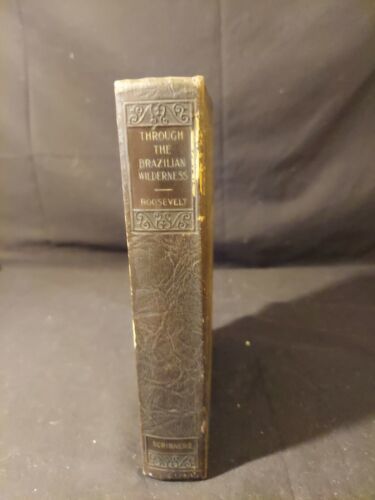 THROUGH
THE
BRAZILIAN
WILDERNESS
ROOSEVELT
SCRIBNERS